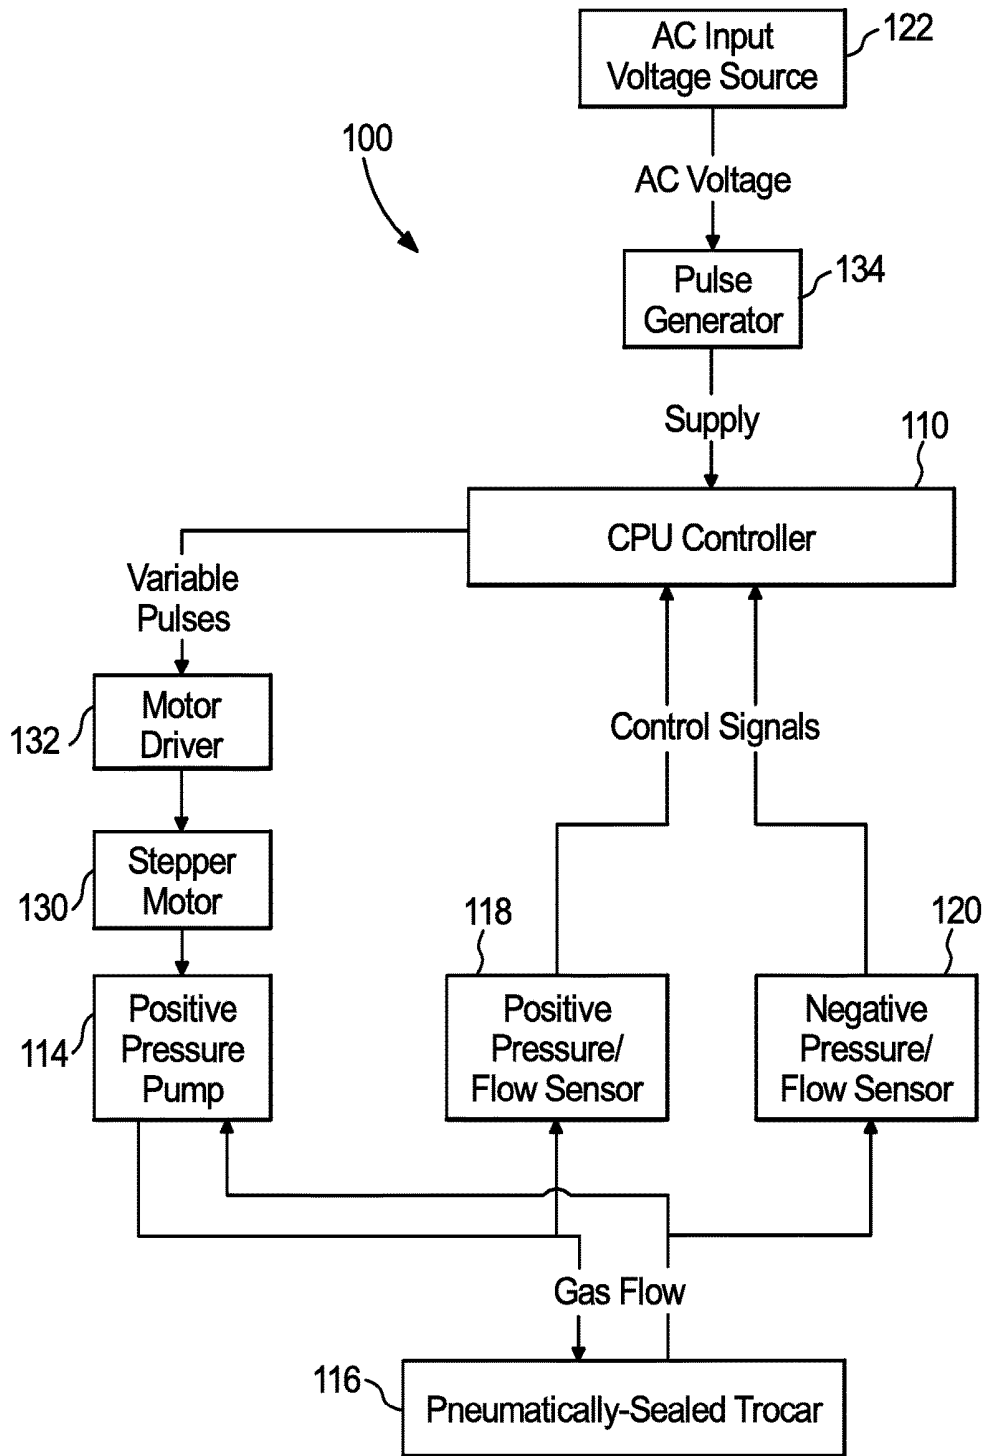 AC Input
Voltage Source
122
100
AC Voltage
Pulse
Generator
134
Supply
110
CPU Controller
Variable
Pulses
Motor
Driver
132
Control Signals
Stepper
Motor
130
118
120
Positive
Pressure
Pump
114
Positive
Pressure/
Flow Sensor
Negative
Pressure/
Flow Sensor
Gas Flow
116
Pneumatically-Sealed Trocar